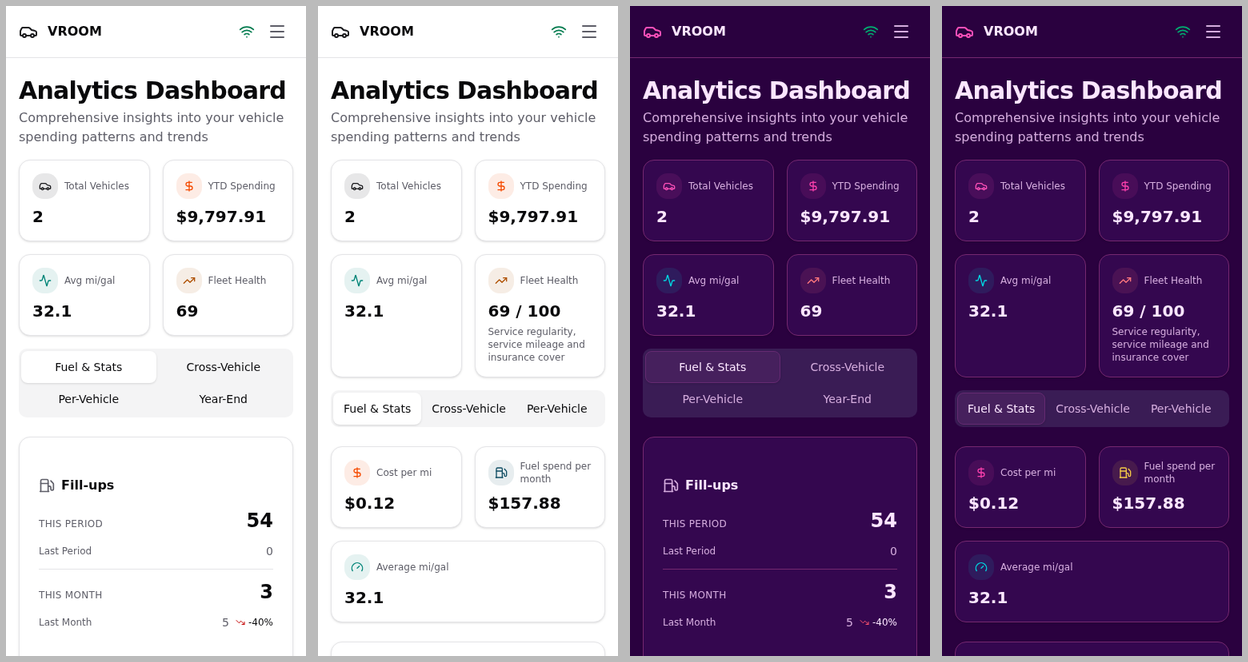 VROOM
Analytics Dashboard
Comprehensive insights into your vehicle
spending patterns and trends
Total Vehicles
2
YTD Spending
$9,797.91
Avg mi/gal
32.1
Fleet Health
69
Fuel & Stats
Cross-Vehicle
Per-Vehicle
Year-End
Fill-ups
THIS PERIOD
54
Last Period
0
THIS MONTH
3
Last Month
5
-40%
VROOM
Analytics Dashboard
Comprehensive insights into your vehicle
spending patterns and trends
Total Vehicles
2
YTD Spending
$9,797.91
Avg mi/gal
32.1
Fleet Health
69 / 100
Service regularity,
service mileage and
insurance cover
Fuel & Stats
Cross-Vehicle
Per-Vehicle
Cost per mi
$0.12
Fuel spend per
month
$157.88
Average mi/gal
32.1
VROOM
Analytics Dashboard
Comprehensive insights into your vehicle
spending patterns and trends
Total Vehicles
2
YTD Spending
$9,797.91
Avg mi/gal
32.1
Fleet Health
69
Fuel & Stats
Cross-Vehicle
Per-Vehicle
Year-End
Fill-ups
THIS PERIOD
54
Last Period
0
THIS MONTH
3
Last Month
5
-40%
VROOM
Analytics Dashboard
Comprehensive insights into your vehicle
spending patterns and trends
Total Vehicles
2
YTD Spending
$9,797.91
Avg mi/gal
32.1
Fleet Health
69 / 100
Service regularity,
service mileage and
insurance cover
Fuel & Stats
Cross-Vehicle
Per-Vehicle
Cost per mi
$0.12
Fuel spend per
month
$157.88
Average mi/gal
32.1